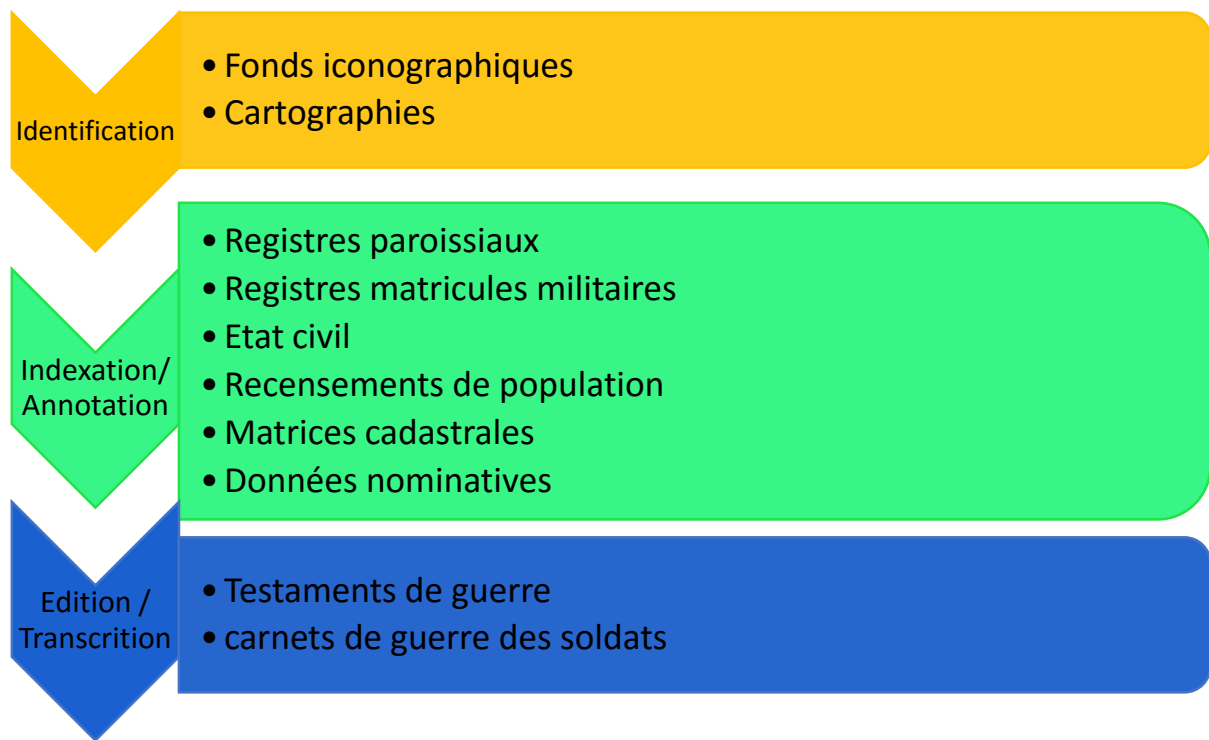 Identification
• Fonds iconographiques
• Cartographies
Indexation/
Annotation
• Registres paroissiaux
• Registres matricules militaires
• Etat civil
• Recensements de population
• Matrices cadastrales
• Données nominatives
Edition /
Transcrition
• Testaments de guerre
• carnets de guerre des soldats